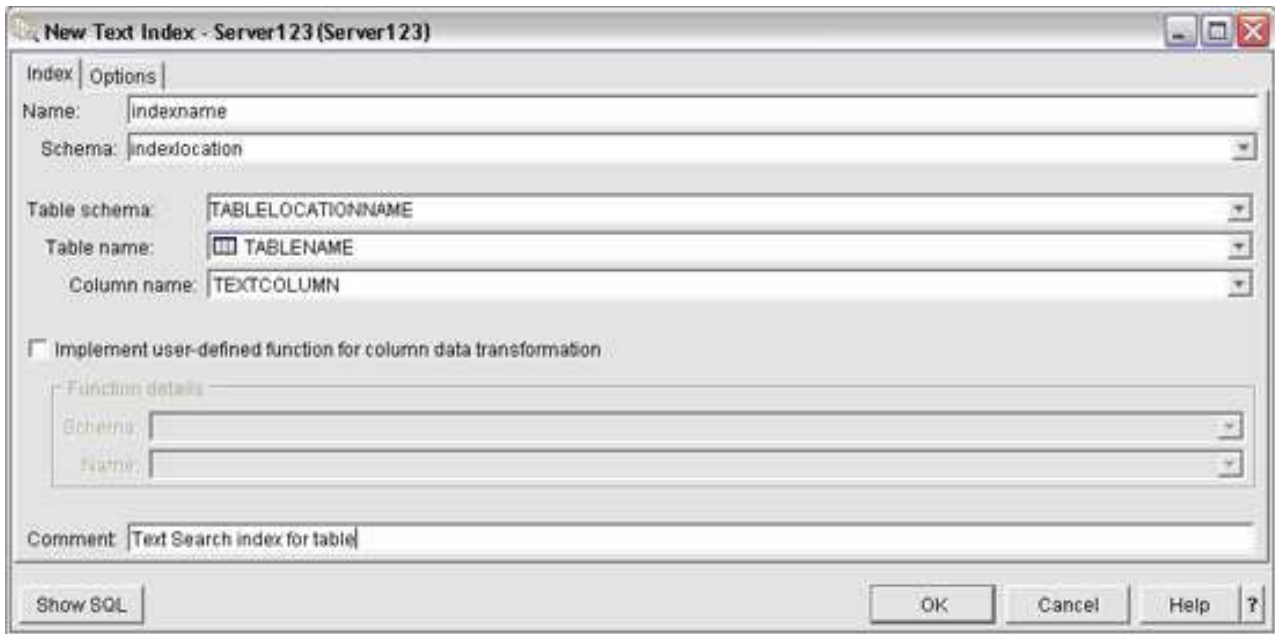 New Text Index - Server123 (Server123)
Index Options
Name: indexname
Schema: indexlocation
Table schema: TABLELOCATIONNAME
Table name: TABLENAME
Column name: TEXTCOLUMN
Implement user-defined function for column data transformation
Function details
Schema:
Name:
Comment Text Search index for table
Show SQL OK Cancel Help ?